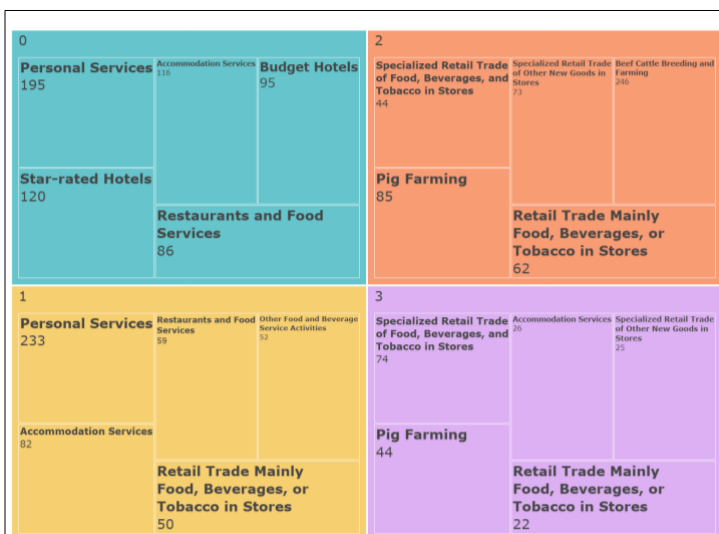 0
Personal Services
195
Accommodation Services
116
Budget Hotels
95
Star-rated Hotels
120
Restaurants and Food
Services
86
2
Specialized Retail Trade
of Food, Beverages, and
Tobacco in Stores
44
Specialized Retail Trade
of Other New Goods in
Stores
73
Beef Cattle Breeding and
Farming
246
Pig Farming
85
Retail Trade Mainly
Food, Beverages, or
Tobacco in Stores
62
1
Personal Services
233
Restaurants and Food
Services
59
Other Food and Beverage
Service Activities
52
Accommodation Services
82
Retail Trade Mainly
Food, Beverages, or
Tobacco in Stores
50
3
Specialized Retail Trade
of Food, Beverages, and
Tobacco in Stores
74
Accommodation Services
26
Specialized Retail Trade
of Other New Goods in
Stores
25
Pig Farming
44
Retail Trade Mainly
Food, Beverages, or
Tobacco in Stores
22